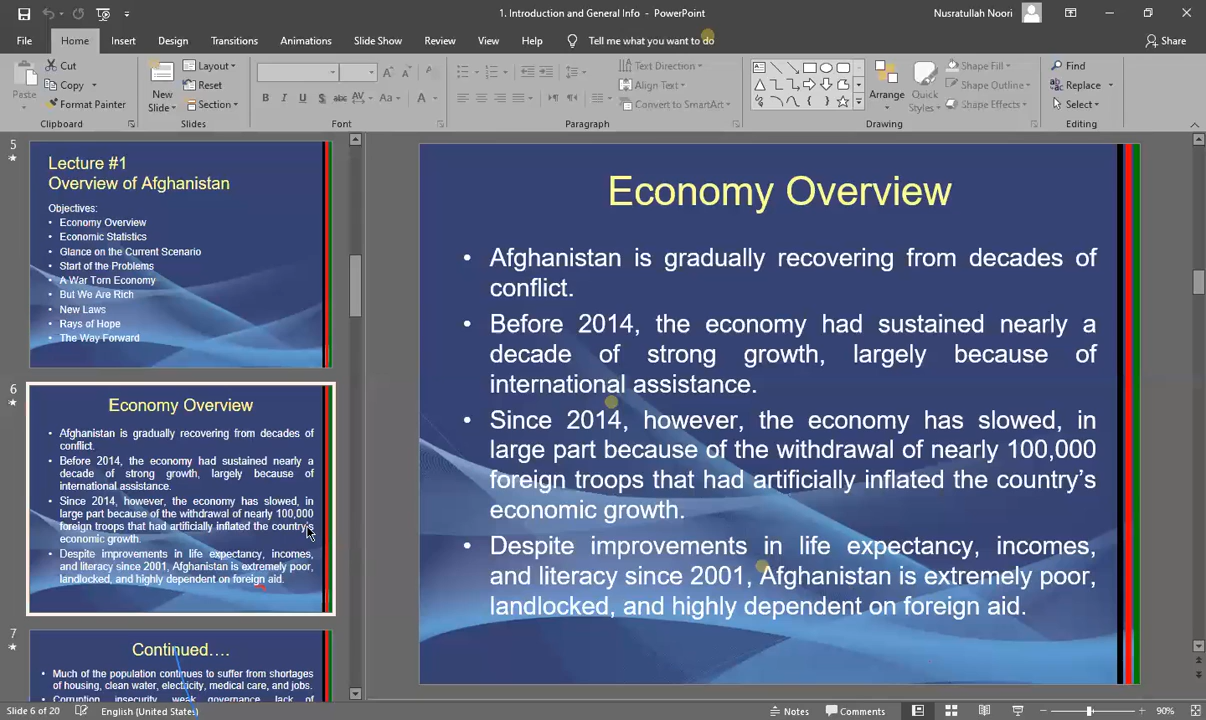 1. Introduction and General Info - PowerPoint
Nusratullah Noori
File Home Insert Design Transitions Animations Slide Show Review View Help Tell me what you want to do Share
Paste
Cut
Copy
Format Painter
Clipboard
New
Slide
Layout
Reset
Section
Slides
B I U S abc AV Aa A
Font
Text Direction
Align Text
Convert to SmartArt
Paragraph
Arrange
Quick
Styles
Shape Fill
Shape Outline
Shape Effects
Drawing
Find
Replace
Select
Editing
5
Lecture #1
Overview of Afghanistan
Objectives:
• Economy Overview
• Economic Statistics
• Glance on the Current Scenario
• Start of the Problems
• A War Torn Economy
• But We Are Rich
• New Laws
• Rays of Hope
• The Way Forward
6
Economy Overview
• Afghanistan is gradually recovering from decades of
conflict.
• Before 2014, the economy had sustained nearly a
decade of strong growth, largely because of
international assistance.
• Since 2014, however, the economy has slowed, in
large part because of the withdrawal of nearly 100,000
foreign troops that had artificially inflated the country's
economic growth.
• Despite improvements in life expectancy, incomes,
and literacy since 2001, Afghanistan is extremely poor,
landlocked, and highly dependent on foreign aid.
7
Continued….
• Much of the population continues to suffer from shortages
of housing, clean water, electricity, medical care, and jobs.
• Corruption, insecurity, weak governance, lack of
Economy Overview
• Afghanistan is gradually recovering from decades of
conflict.
• Before 2014, the economy had sustained nearly a
decade of strong growth, largely because of
international assistance.
• Since 2014, however, the economy has slowed, in
large part because of the withdrawal of nearly 100,000
foreign troops that had artificially inflated the country’s
economic growth.
• Despite improvements in life expectancy, incomes,
and literacy since 2001, Afghanistan is extremely poor,
landlocked, and highly dependent on foreign aid.
Slide 6 of 20 English (United States) Notes Comments 90%